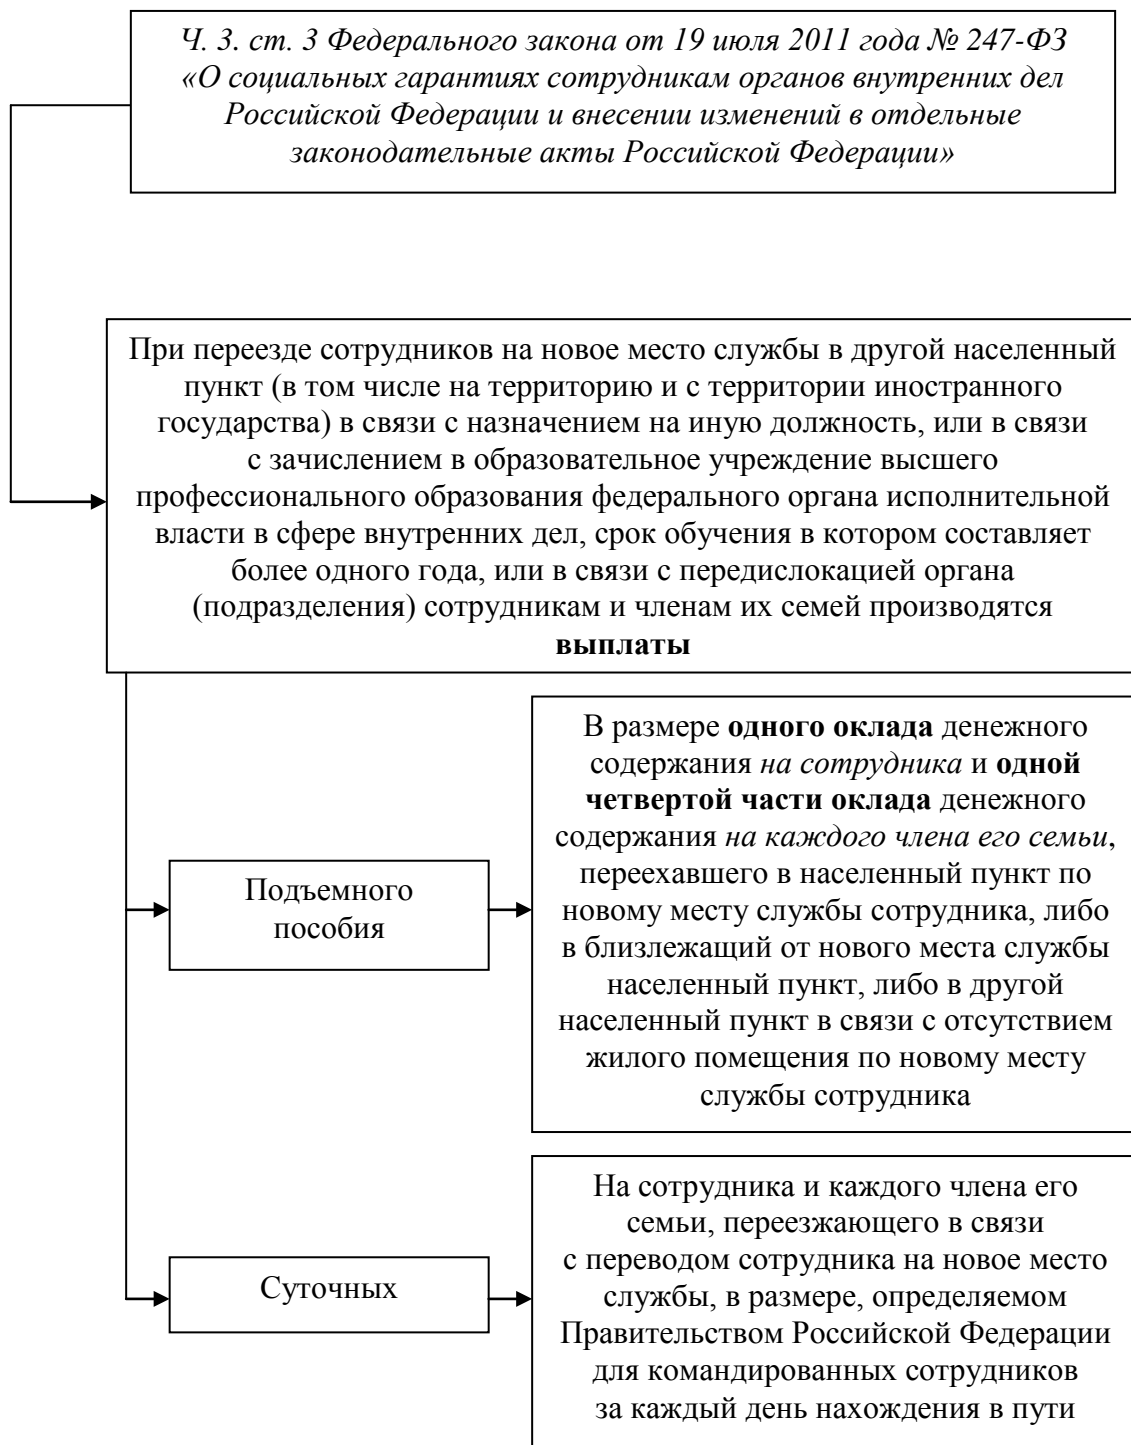 Ч. 3. ст. 3 Федерального закона от 19 июля 2011 года № 247-ФЗ
«О социальных гарантиях сотрудникам органов внутренних дел
Российской Федерации и внесении изменений в отдельные
законодательные акты Российской Федерации»
При переезде сотрудников на новое место службы в другой населенный
пункт (в том числе на территорию и с территории иностранного
государства) в связи с назначением на иную должность, или в связи
с зачислением в образовательное учреждение высшего
профессионального образования федерального органа исполнительной
власти в сфере внутренних дел, срок обучения в котором составляет
более одного года, или в связи с передислокацией органа
(подразделения) сотрудникам и членам их семей производятся
выплаты
Подъемного
пособия
В размере одного оклада денежного
содержания на сотрудника и одной
четвертой части оклада денежного
содержания на каждого члена его семьи,
переехавшего в населенный пункт по
новому месту службы сотрудника, либо
в близлежащий от нового места службы
населенный пункт, либо в другой
населенный пункт в связи с отсутствием
жилого помещения по новому месту
службы сотрудника
Суточных
На сотрудника и каждого члена его
семьи, переезжающего в связи
с переводом сотрудника на новое место
службы, в размере, определяемом
Правительством Российской Федерации
для командированных сотрудников
за каждый день нахождения в пути